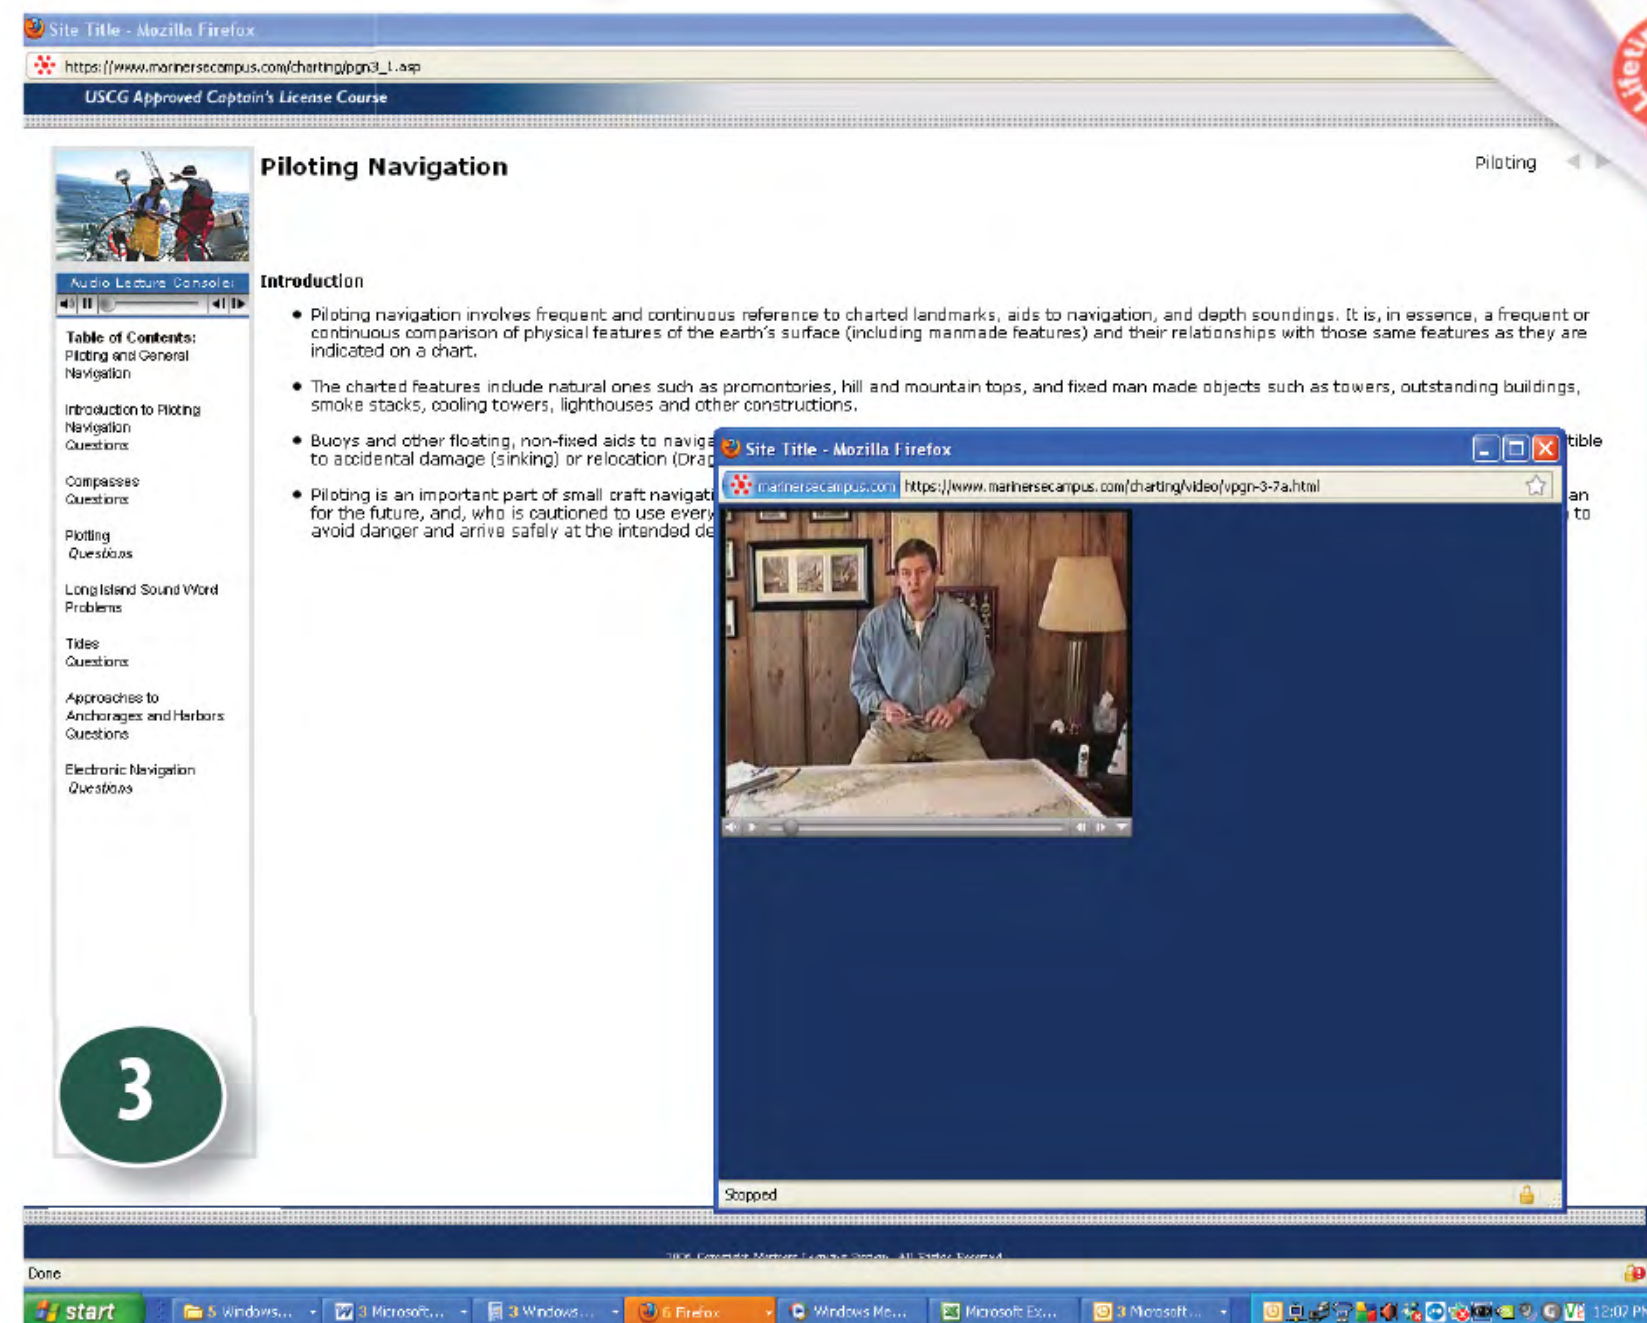 Site Title - Mozilla Firefox
https://www.marinersecampus.com/charting/pgn3_1.asp
USCG Approved Captain's License Course
Piloting Navigation
Piloting
Audio Lecture Console:
Table of Contents:
Piloting and General
Navigation
Introduction to Piloting
Navigation
Questions
Compasses
Questions
Plotting
Questions
Long Island Sound Word
Problems
Tides
Questions
Approaches to
Anchorages and Harbors
Questions
Electronic Navigation
Questions
Introduction
• Piloting navigation involves frequent and continuous reference to charted landmarks, aids to navigation, and depth soundings. It is, in essence, a frequent or
continuous comparison of physical features of the earth's surface (including manmade features) and their relationships with those same features as they are
indicated on a chart.
• The charted features include natural ones such as promontories, hill and mountain tops, and fixed man made objects such as towers, outstanding buildings,
smoke stacks, cooling towers, lighthouses and other constructions.
• Buoys and other floating, non-fixed aids to naviga tible
to accidental damage (sinking) or relocation (Drag
• Piloting is an important part of small craft navigati an
for the future, and, who is cautioned to use every to
avoid danger and arrive safely at the intended de
Site Title - Mozilla Firefox
marinersecampus.com https://www.marinersecampus.com/charting/video/vpgn-3-7a.html
Stopped
3
All Rights Reserved
Done
start
5 Windows...
3 Microsoft...
3 Windows...
6 Firefox
Windows Me...
Microsoft Ex...
3 Microsoft...
12:07 PM